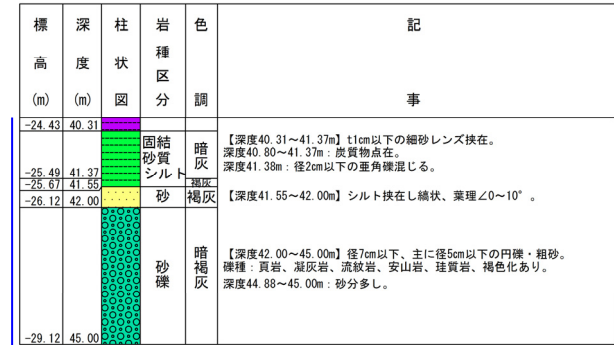 標高(m) 深度(m) 柱状図 岩種区分 色調 記事
-24.43 40.31
固結砂質シルト 暗灰
【深度40.31~41.37m】t1cm以下の細砂レンズ挟在。
深度40.80~41.37m:炭質物点在。
深度41.38m:径2cm以下の亜角礫混じる。
-25.49 41.37
-25.67 41.55 褐灰
-26.12 42.00 砂 褐灰 【深度41.55~42.00m】シルト挟在し縞状、葉理∠0~10°。
砂礫 暗褐灰
【深度42.00~45.00m】径7cm以下、主に径5cm以下の円礫・粗砂。
礫種:頁岩、凝灰岩、流紋岩、安山岩、珪質岩、褐色化あり。
深度44.88~45.00m:砂分多し。
-29.12 45.00